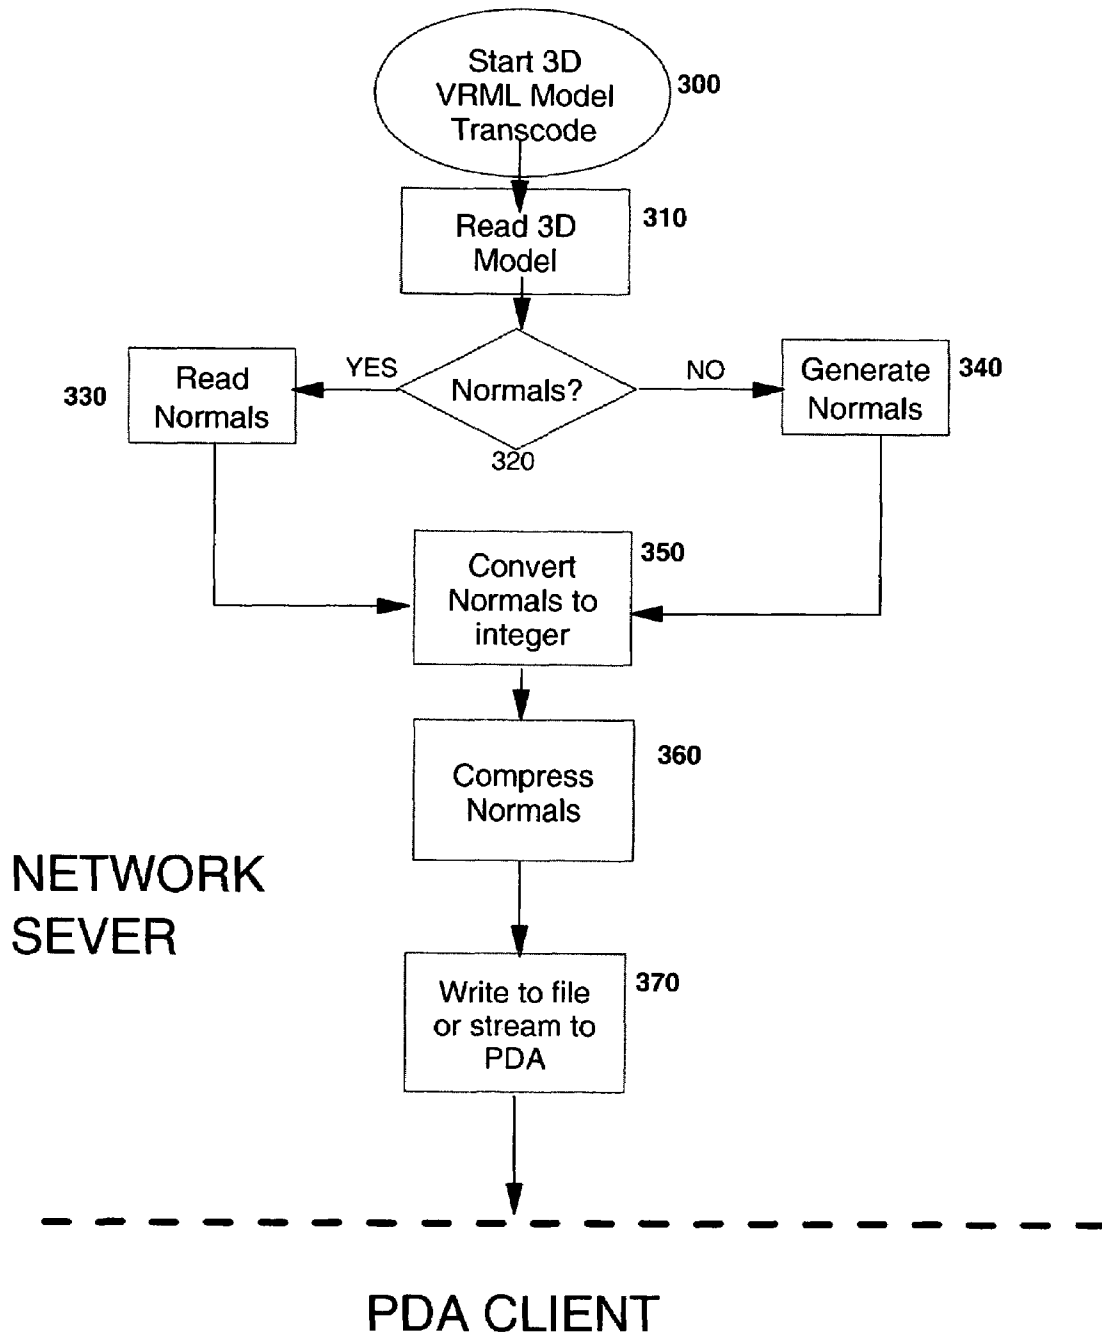 Start 3D
VRML Model
Transcode
300
Read 3D
Model
310
YES
Normals?
NO
320
330
Read
Normals
Generate
Normals
340
Convert
Normals to
integer
350
Compress
Normals
360
NETWORK
SEVER
Write to file
or stream to
PDA
370
PDA CLIENT